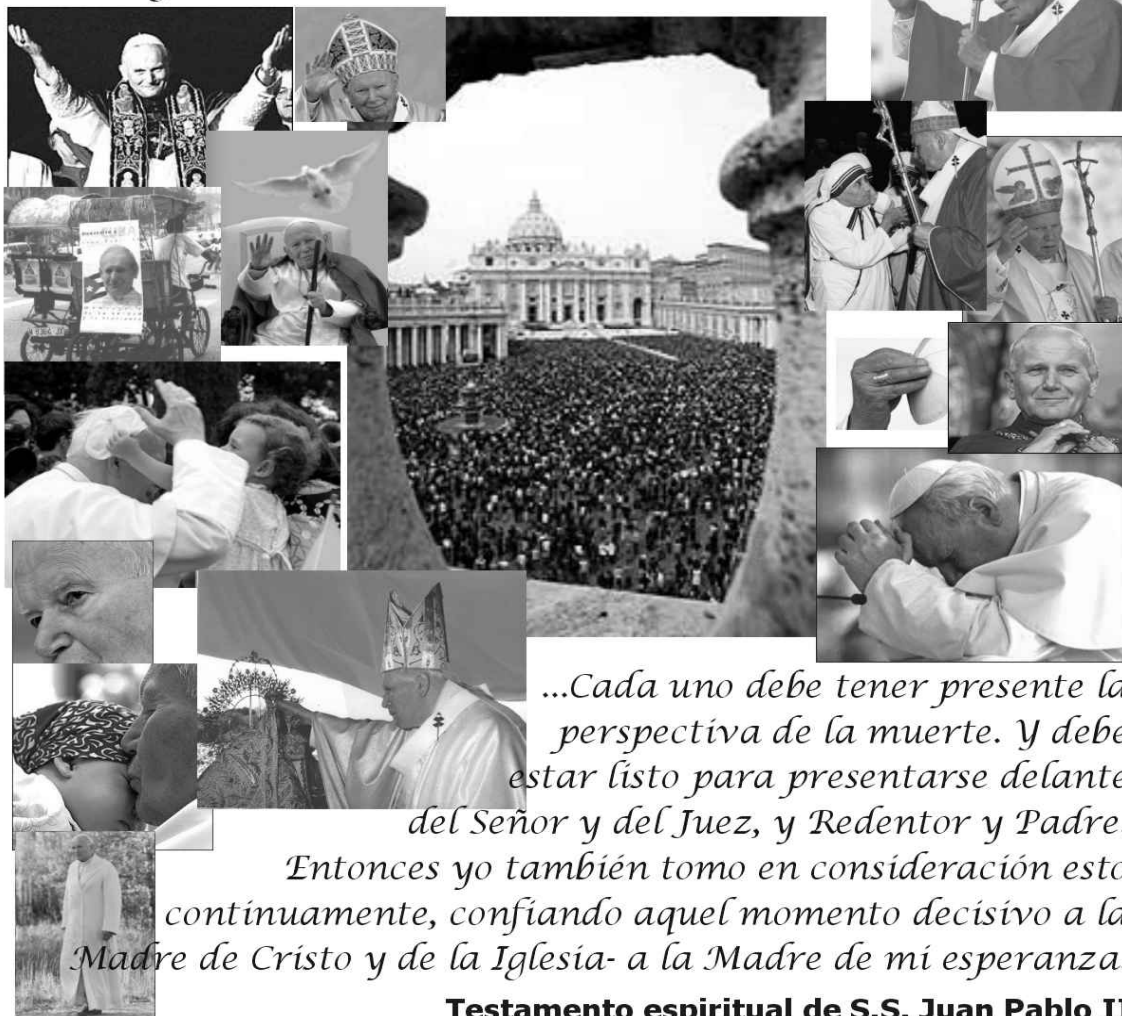 ...Cada uno debe tener presente la
perspectiva de la muerte. Y debe
estar listo para presentarse delante
del Señor y del Juez, y Redentor y Padre.
Entonces yo también tomo en consideración esto
continuamente, confiando aquel momento decisivo a la
Madre de Cristo y de la Iglesia- a la Madre de mi esperanza.
Testamento espiritual de S.S. Juan Pablo II